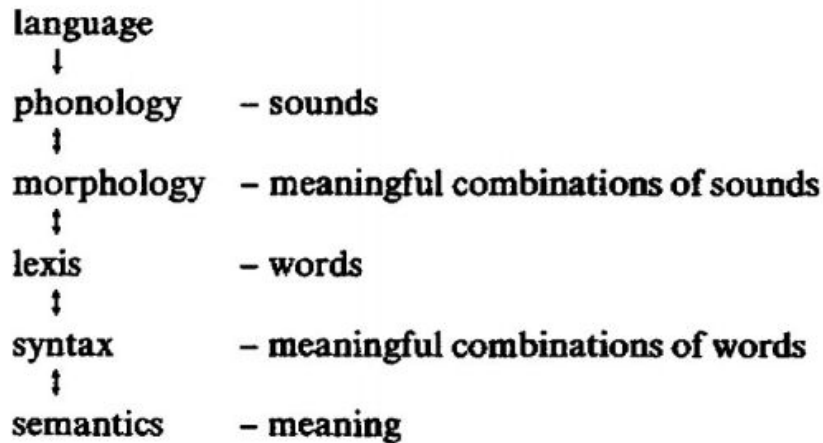 language
↓
phonology – sounds
↕
morphology – meaningful combinations of sounds
↕
lexis – words
↕
syntax – meaningful combinations of words
↕
semantics – meaning